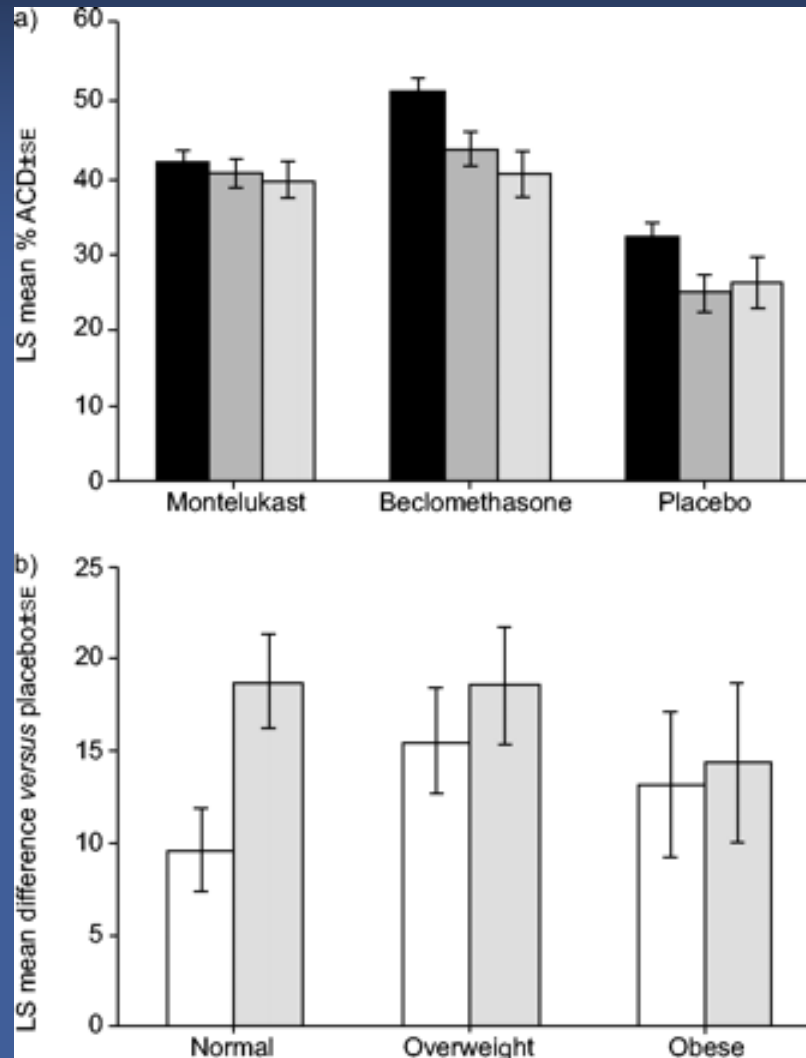 a)
LS mean % ACD±SE
60
50
40
30
20
10
0
Montelukast Beclomethasone Placebo
b)
LS mean difference versus placebo±SE
25
20
15
10
5
0
Normal Overweight Obese